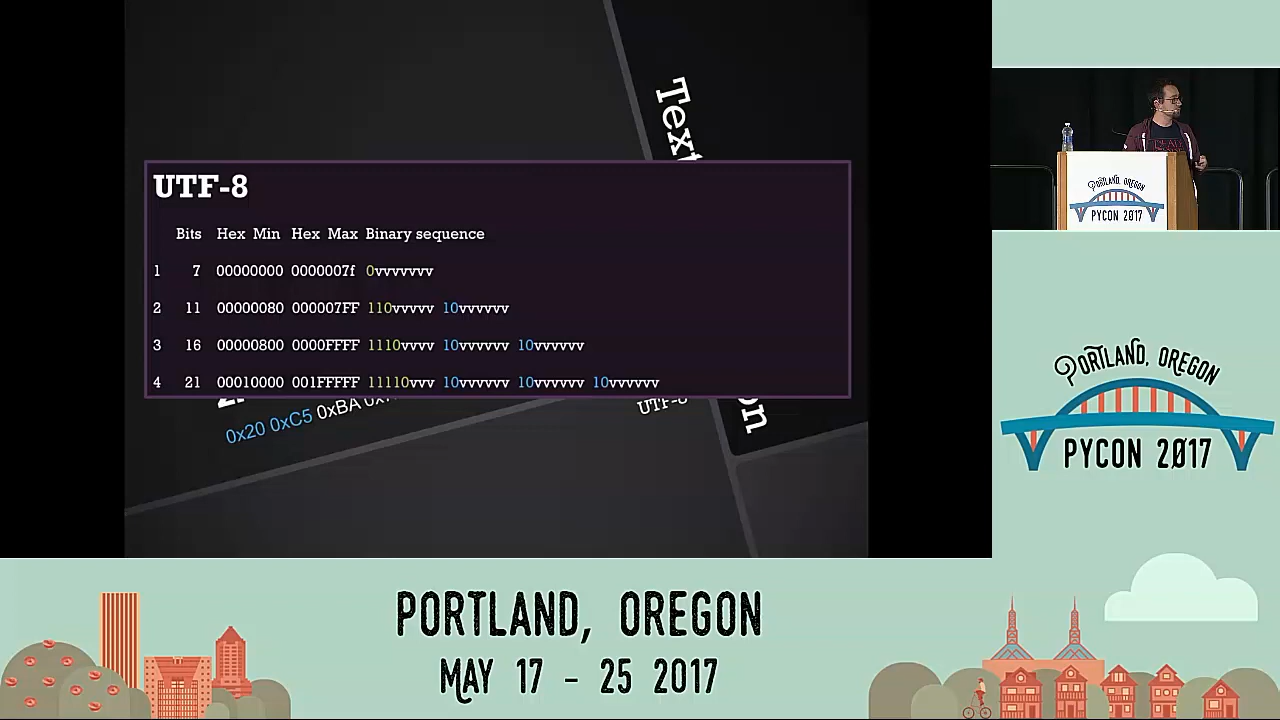 Text
UTF-8
Bits Hex Min Hex Max Binary sequence
1 7 00000000 0000007f 0vvvvvvv
2 11 00000080 000007FF 110vvvvv 10vvvvvv
3 16 00000800 0000FFFF 1110vvvv 10vvvvvv 10vvvvvv
4 21 00010000 001FFFFF 11110vvv 10vvvvvv 10vvvvvv 10vvvvvv
0x20 0xC5 0xBA
UTF-8
on
PORTLAND, OREGON
PYCON 2017
PORTLAND, OREGON
PYCON 2017
PORTLAND, OREGON
MAY 17 - 25 2017